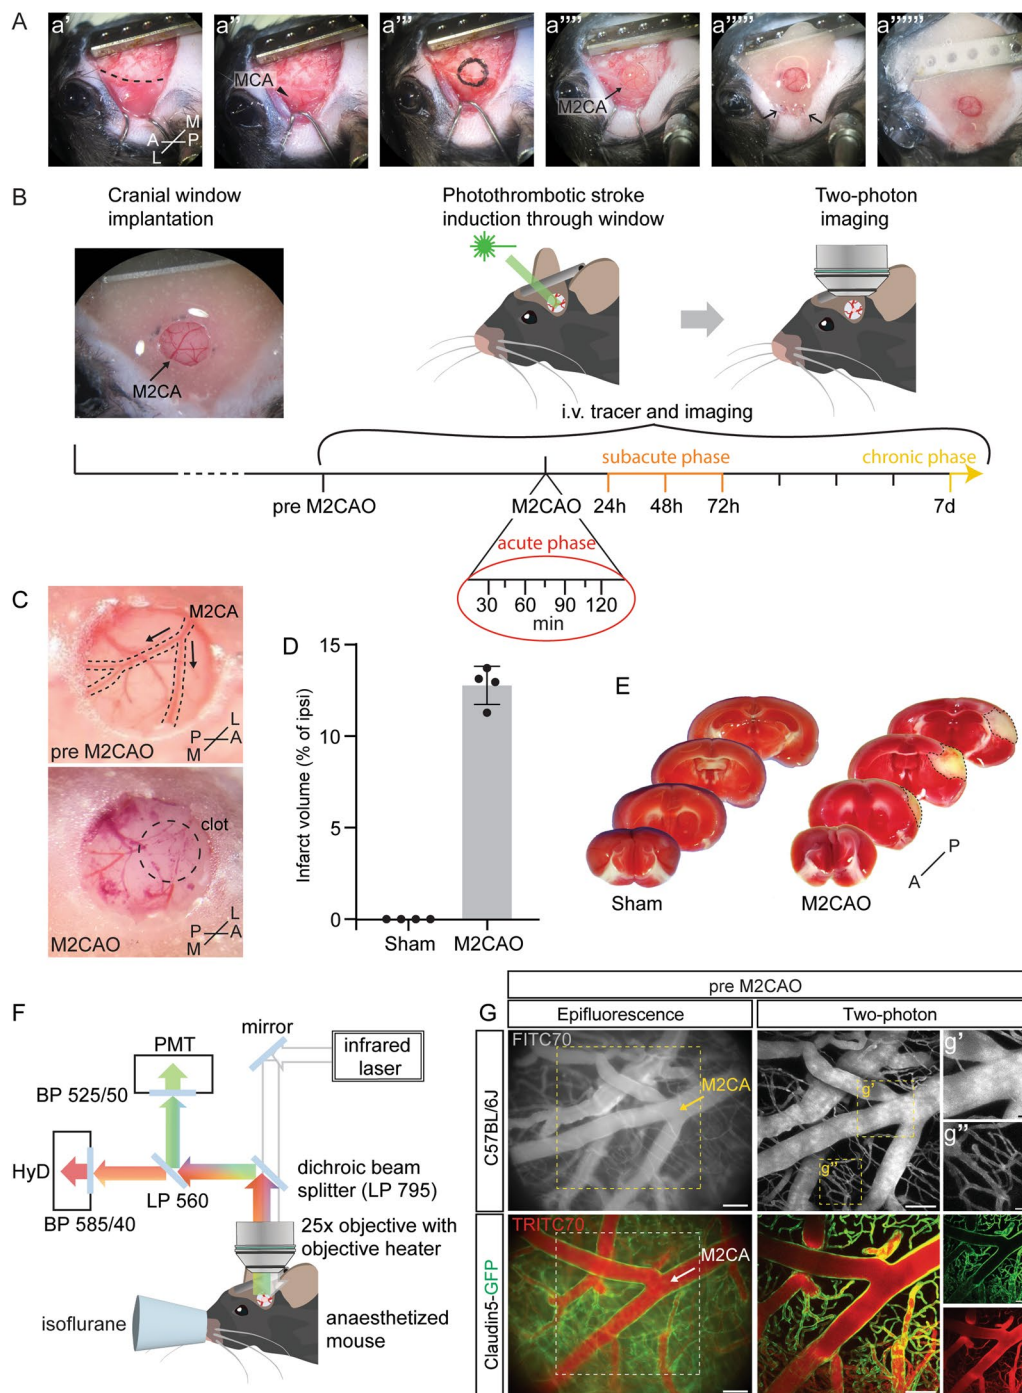 A
a'
a''
a'''
a''''
a'''''
a''''''
MCA
M2CA
M
A P
L
B
Cranial window
implantation
Photothrombotic stroke
induction through window
Two-photon
imaging
M2CA
i.v. tracer and imaging
subacute phase
chronic phase
pre M2CAO
M2CAO
24h
48h
72h
7d
acute phase
30 60 90 120
min
C
M2CA
L
P A
M
pre M2CAO
clot
L
P A
M
M2CAO
D
Infarct volume (% of ipsi)
15
10
5
0
Sham
M2CAO
E
P
A
Sham
M2CAO
F
mirror
infrared
laser
PMT
BP 525/50
HyD
LP 560
BP 585/40
dichroic beam
splitter (LP 795)
25x objective with
objective heater
isoflurane
anaesthetized
mouse
G
pre M2CAO
Epifluorescence
Two-photon
C57BL/6J
FITC70
M2CA
g'
g''
g'
g''
Claudin5-GFP
TRITC70
M2CA